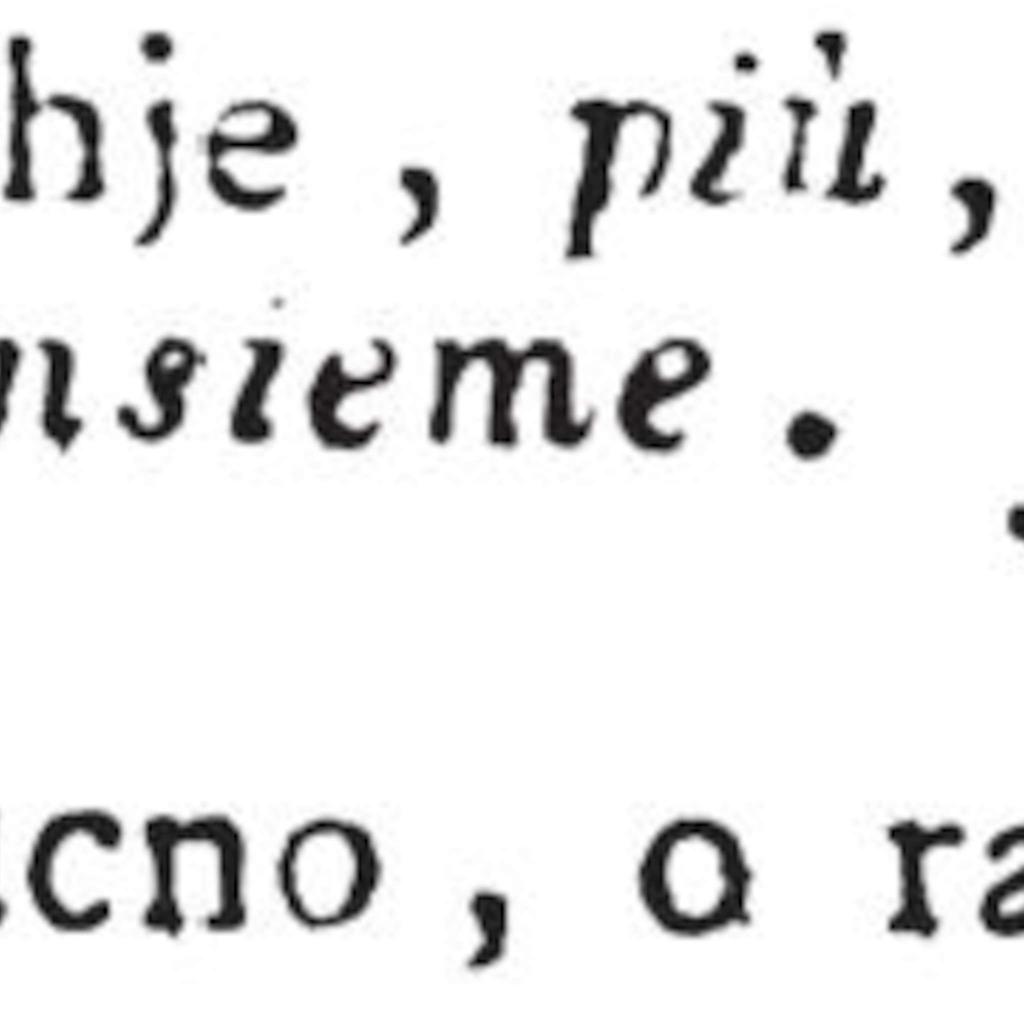 hje, più,
nsieme.
cno, o ra